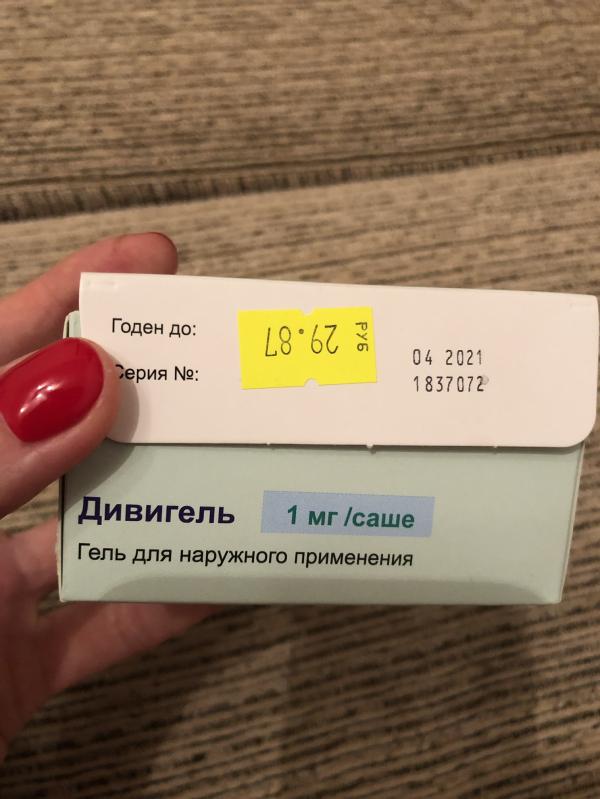 Годен до:
29.87 РУБ
04 2021
Серия №:
1837072
Дивигель 1 мг /саше
Гель для наружного применения